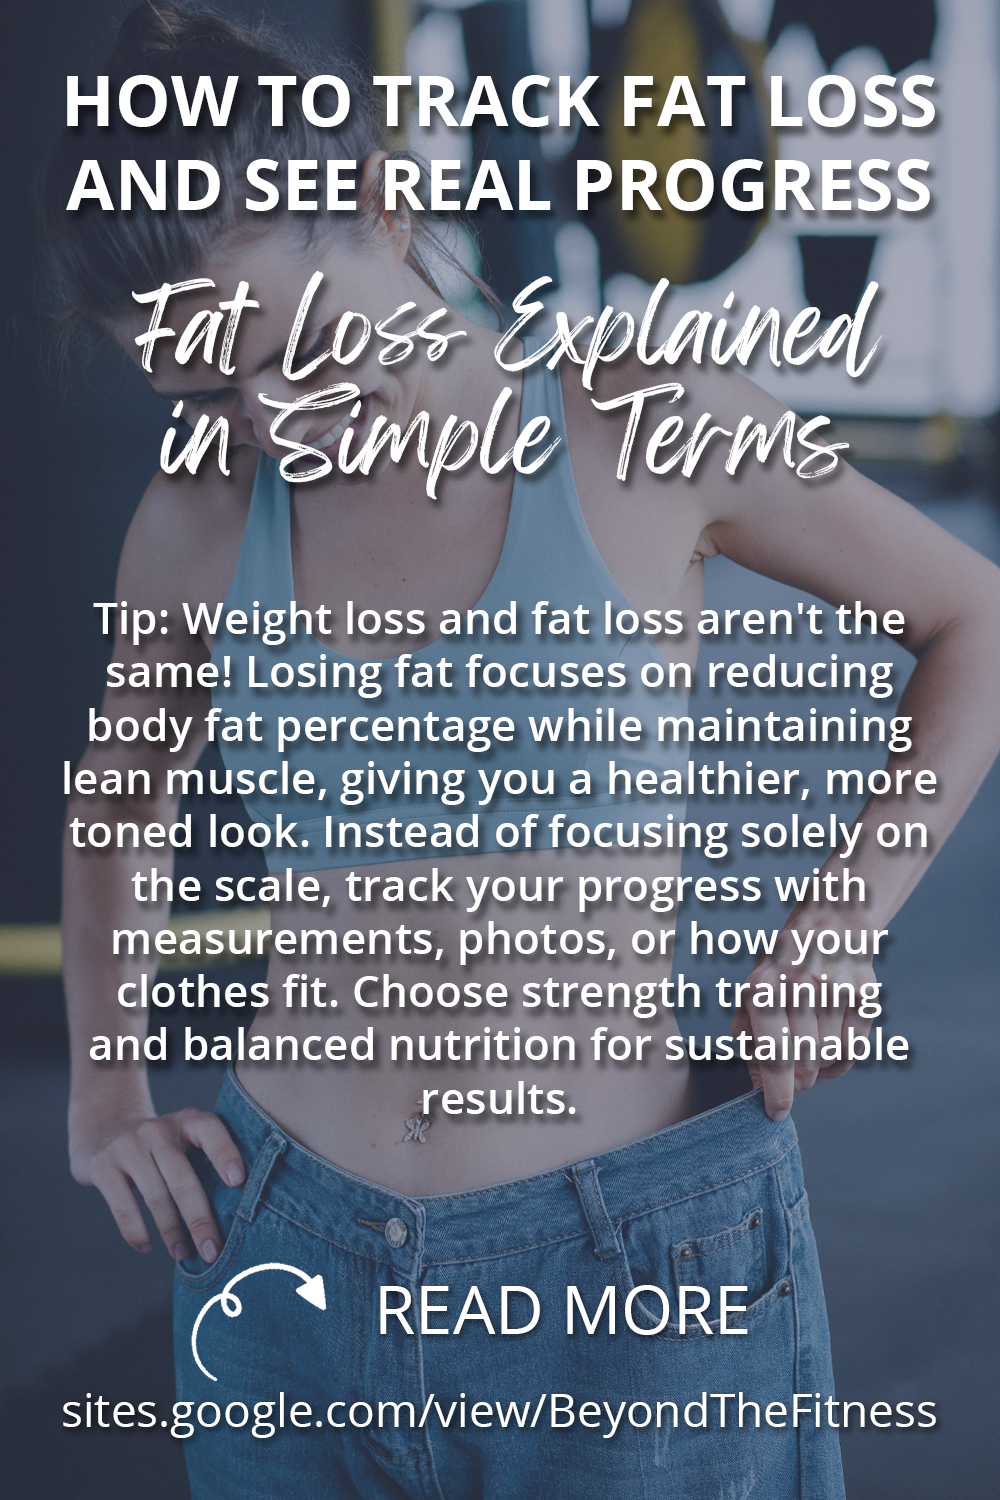 HOW TO TRACK FAT LOSS
AND SEE REAL PROGRESS
Fat Loss Explained
in Simple Terms
Tip: Weight loss and fat loss aren't the
same! Losing fat focuses on reducing
body fat percentage while maintaining
lean muscle, giving you a healthier, more
toned look. Instead of focusing solely on
the scale, track your progress with
measurements, photos, or how your
clothes fit. Choose strength training
and balanced nutrition for sustainable
results.
READ MORE
sites.google.com/view/BeyondTheFitness